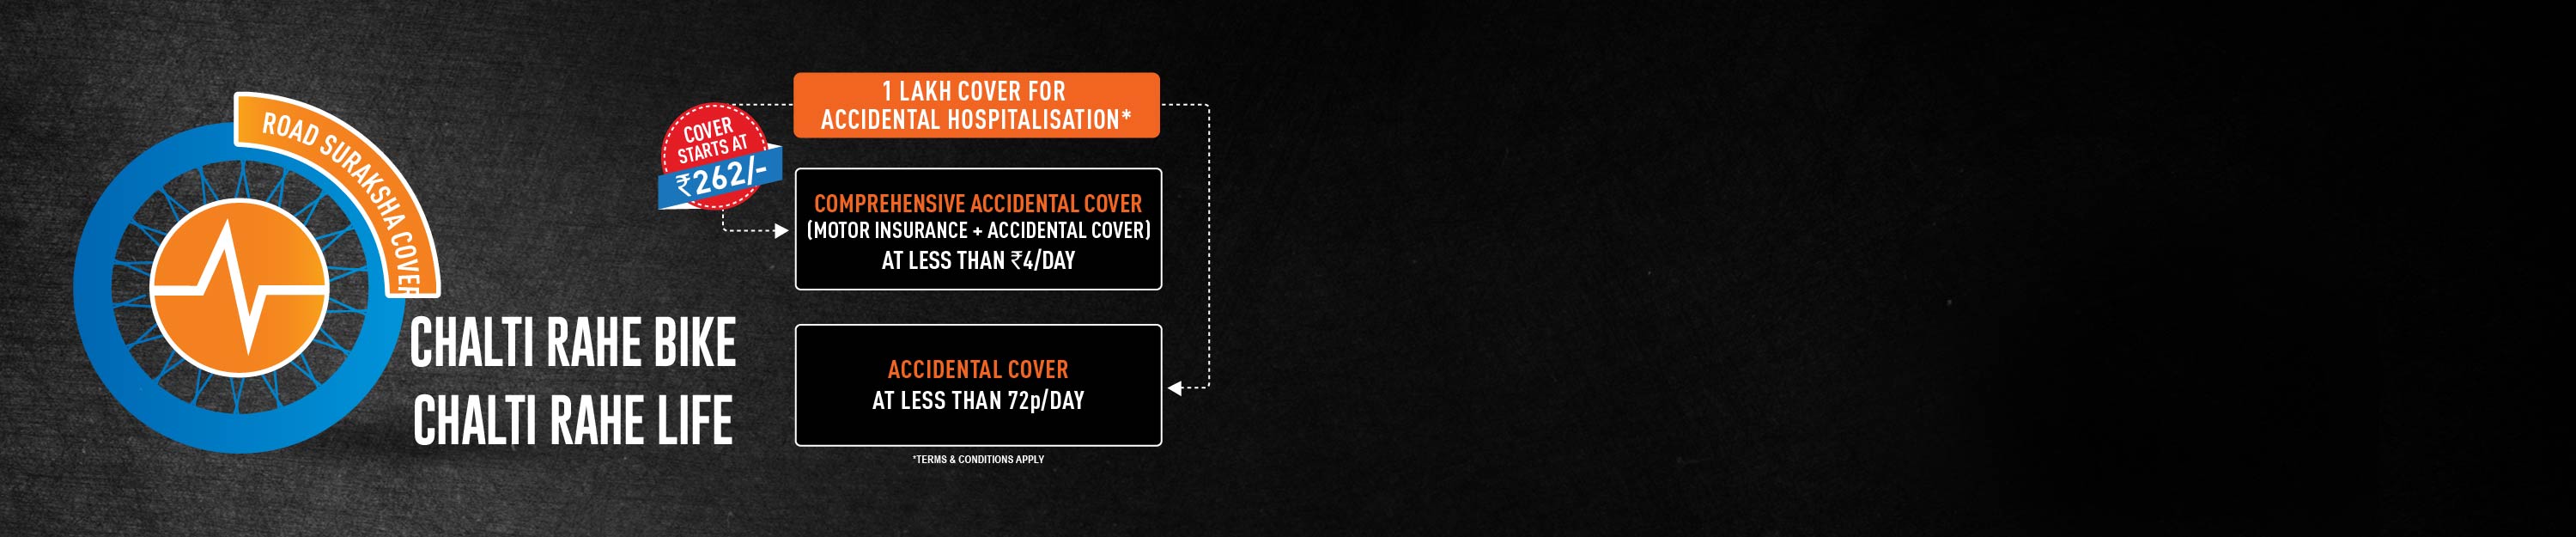 ROAD SURAKSHA COVER
CHALTI RAHE BIKE
CHALTI RAHE LIFE
COVER
STARTS AT
₹262/-
1 LAKH COVER FOR
ACCIDENTAL HOSPITALISATION*
COMPREHENSIVE ACCIDENTAL COVER
(MOTOR INSURANCE + ACCIDENTAL COVER)
AT LESS THAN ₹4/DAY
ACCIDENTAL COVER
AT LESS THAN 72p/DAY
*TERMS & CONDITIONS APPLY